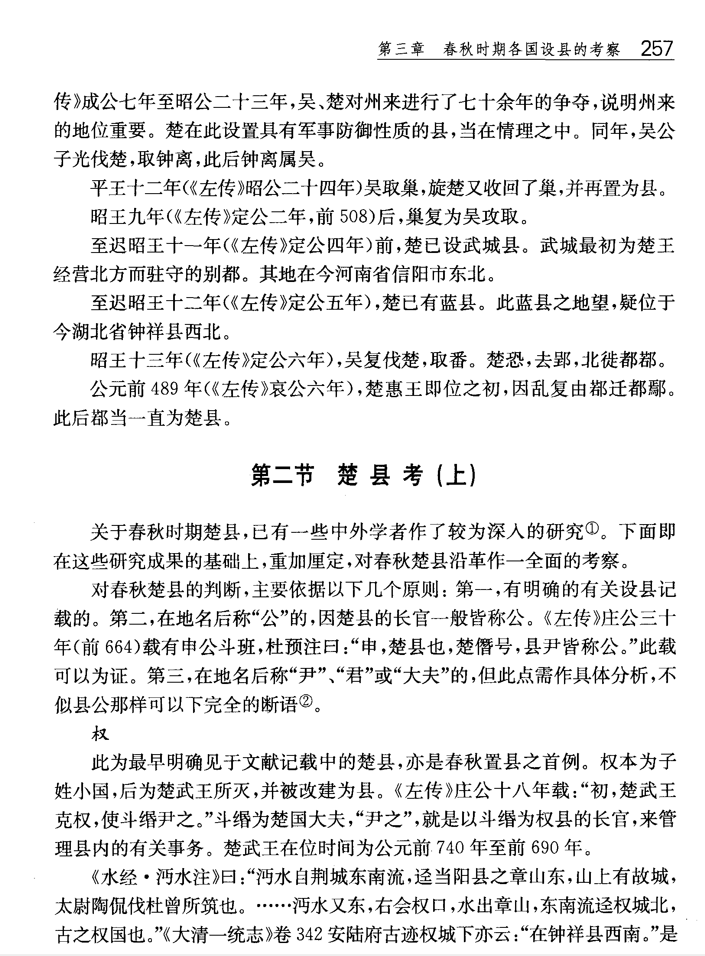 第三章 春秋时期各国设县的考察 257
传》成公七年至昭公二十三年,吴、楚对州来进行了七十余年的争夺,说明州来
的地位重要。楚在此设置具有军事防御性质的县,当在情理之中。同年,吴公
子光伐楚,取钟离,此后钟离属吴。
平王十二年(《左传》昭公二十四年)吴取巢,旋楚又收回了巢,并再置为县。
昭王九年(《左传》定公二年,前508)后,巢复为吴攻取。
至迟昭王十一年(《左传》定公四年)前,楚已设武城县。武城最初为楚王
经营北方而驻守的别都。其地在今河南省信阳市东北。
至迟昭王十二年(《左传》定公五年),楚已有蓝县。此蓝县之地望,疑位于
今湖北省钟祥县西北。
昭王十三年(《左传》定公六年),吴复伐楚,取番。楚恐,去郢,北徙都鄀。
公元前489年(《左传》哀公六年),楚惠王即位之初,因乱复由鄀迁都鄢。
此后鄀当一直为楚县。
第二节 楚县考(上)
关于春秋时期楚县,已有一些中外学者作了较为深入的研究①。下面即
在这些研究成果的基础上,重加厘定,对春秋楚县沿革作一全面的考察。
对春秋楚县的判断,主要依据以下几个原则:第一,有明确的有关设县记
载的。第二,在地名后称“公”的,因楚县的长官一般皆称公。《左传》庄公三十
年(前664)载有申公斗班,杜预注曰:“申,楚县也,楚僭号,县尹皆称公。”此载
可以为证。第三,在地名后称“尹”、“君”或“大夫”的,但此点需作具体分析,不
似县公那样可以下完全的断语②。
权
此为最早明确见于文献记载中的楚县,亦是春秋置县之首例。权本为子
姓小国,后为楚武王所灭,并被改建为县。《左传》庄公十八年载:“初,楚武王
克权,使斗缗尹之。”斗缗为楚国大夫,“尹之”,就是以斗缗为权县的长官,来管
理县内的有关事务。楚武王在位时间为公元前740年至前690年。
《水经·沔水注》曰:“沔水自荆城东南流,迳当阳县之章山东,山上有故城,
太尉陶侃伐杜曾所筑也。……沔水又东,右会权口,水出章山,东南流迳权城北,
古之权国也。”《大清一统志》卷342安陆府古迹权城下亦云:“在钟祥县西南。”是